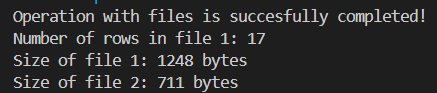 Operation with files is succesfully completed!
Number of rows in file 1: 17
Size of file 1: 1248 bytes
Size of file 2: 711 bytes